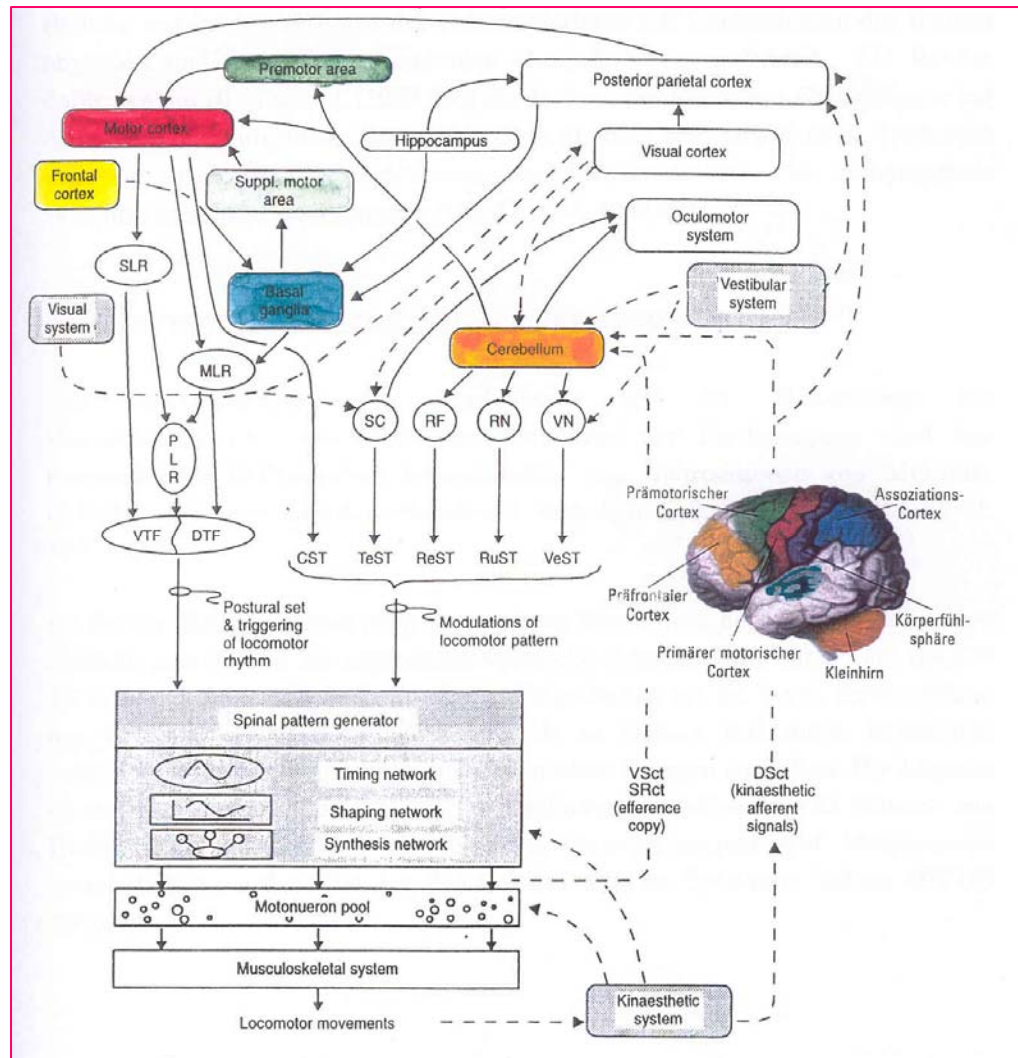 Premotor area
Posterior parietal cortex
Motor cortex
Hippocampus
Visual cortex
Frontal
cortex
Suppl. motor
area
Oculomotor
system
SLR
Basal
ganglia
Vestibular
system
Visual
system
Cerebellum
MLR
SC
RF
RN
VN
P
L
R
Prämotorischer
Cortex
Assoziations-
Cortex
VTF
DTF
CST
TeST
ReST
RuST
VeST
Präfrontaler
Cortex
Postural set
& triggering
of locomotor
rhythm
Modulations of
locomotor pattern
Körperfühl-
sphäre
Primärer motorischer
Cortex
Kleinhirn
Spinal pattern generator
Timing network
Shaping network
Synthesis network
VSct
SRct
(efference
copy)
DSct
(kinaesthetic
afferent
signals)
Motonueron pool
Musculoskeletal system
Locomotor movements
Kinaesthetic
system